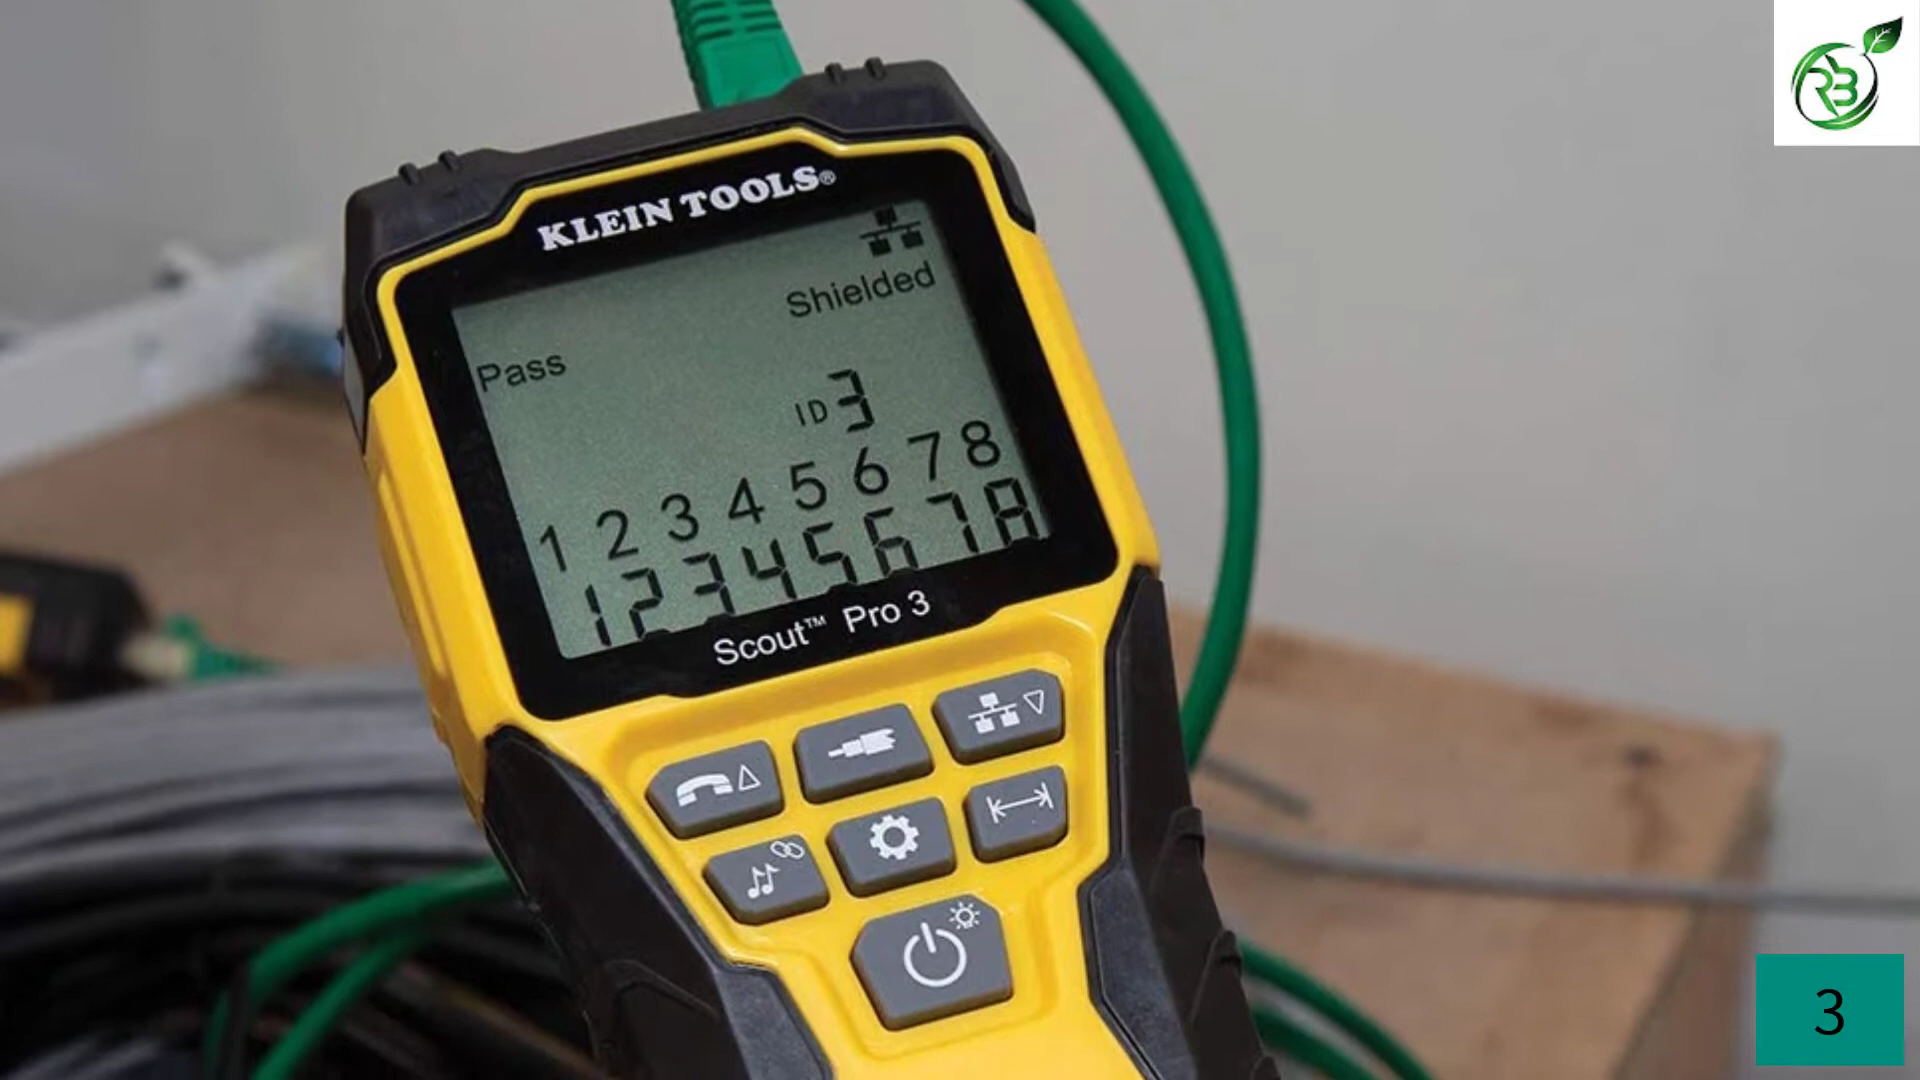 RB
KLEIN TOOLS®
Shielded
Pass
ID 3
1 2 3 4 5 6 7 8
1 2 3 4 5 6 7 8
Scout™ Pro 3
3